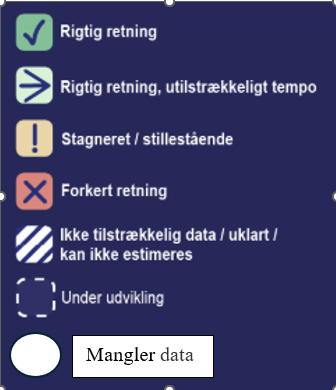 Rigtig retning
Rigtig retning, utilstrækkeligt tempo
Stagneret / stillestående
Forkert retning
Ikke tilstrækkelig data / uklart /
kan ikke estimeres
Under udvikling
Mangler data